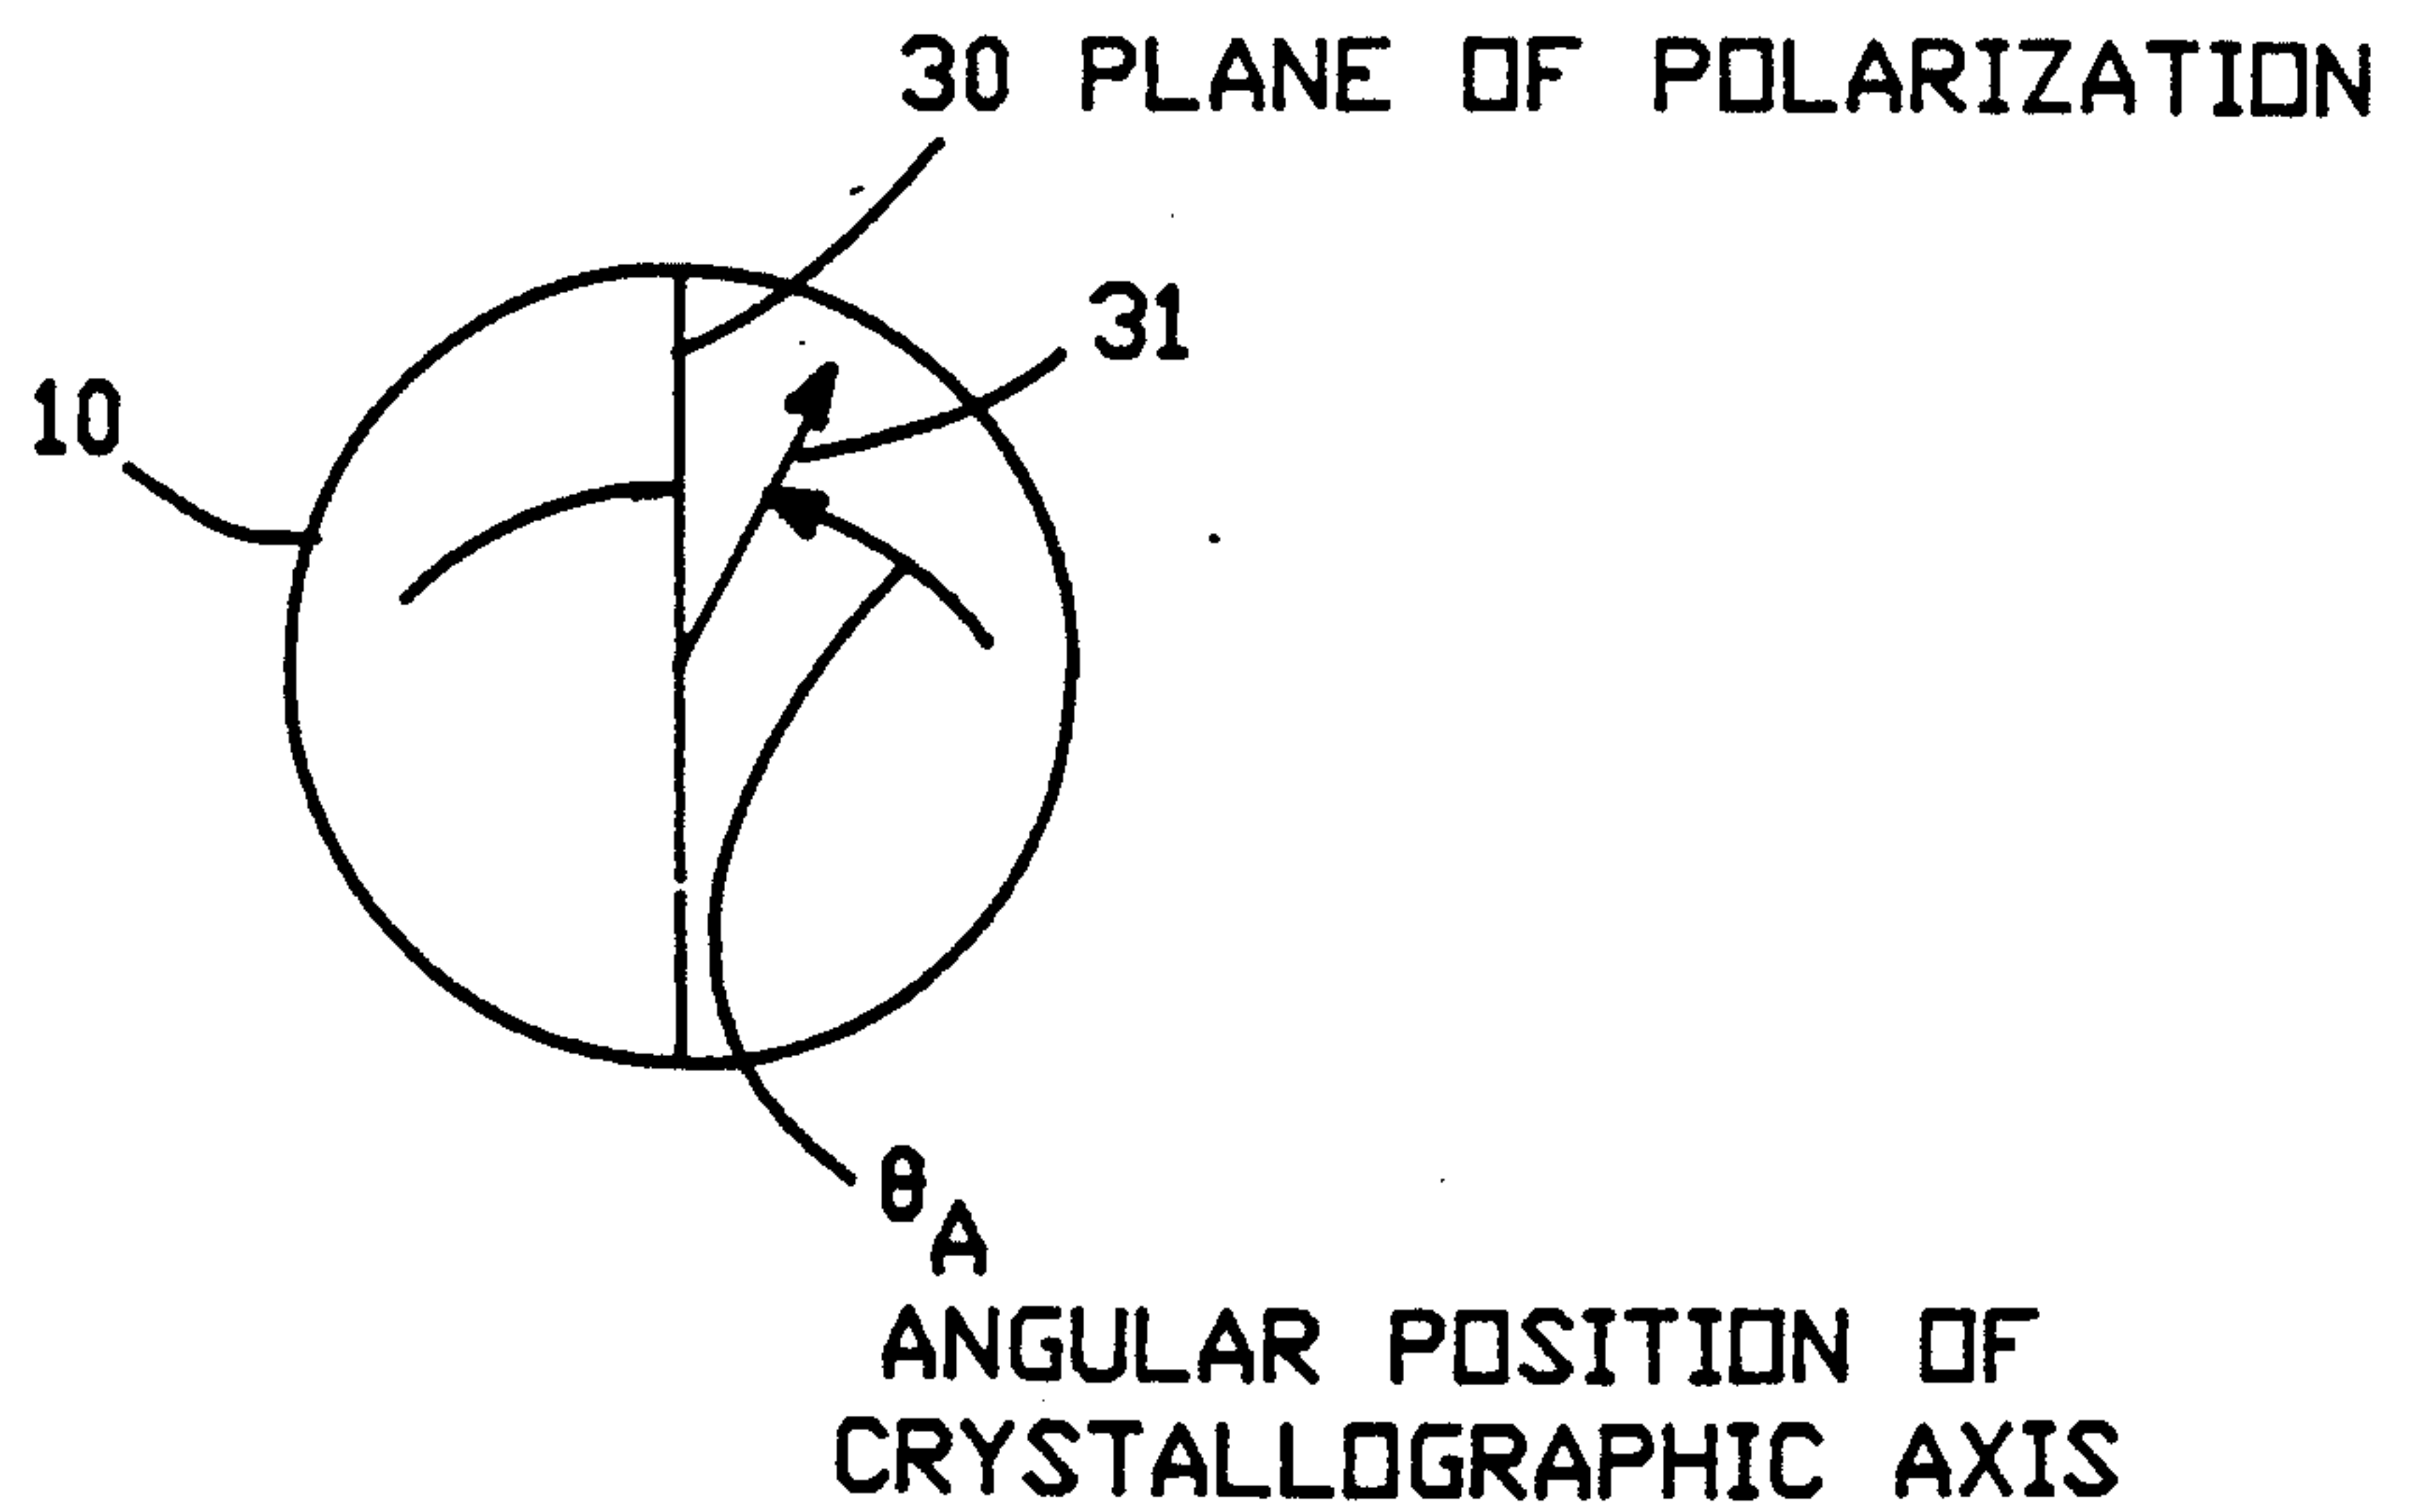 30 PLANE OF POLARIZATION
31
10
θA
ANGULAR POSITION OF
CRYSTALLOGRAPHIC AXIS